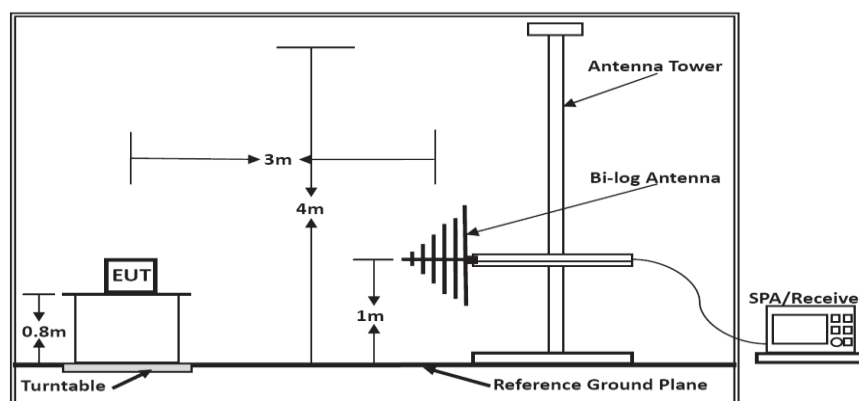 Antenna Tower
3m
Bi-log Antenna
4m
EUT
SPA/Receive
0.8m
1m
Turntable
Reference Ground Plane